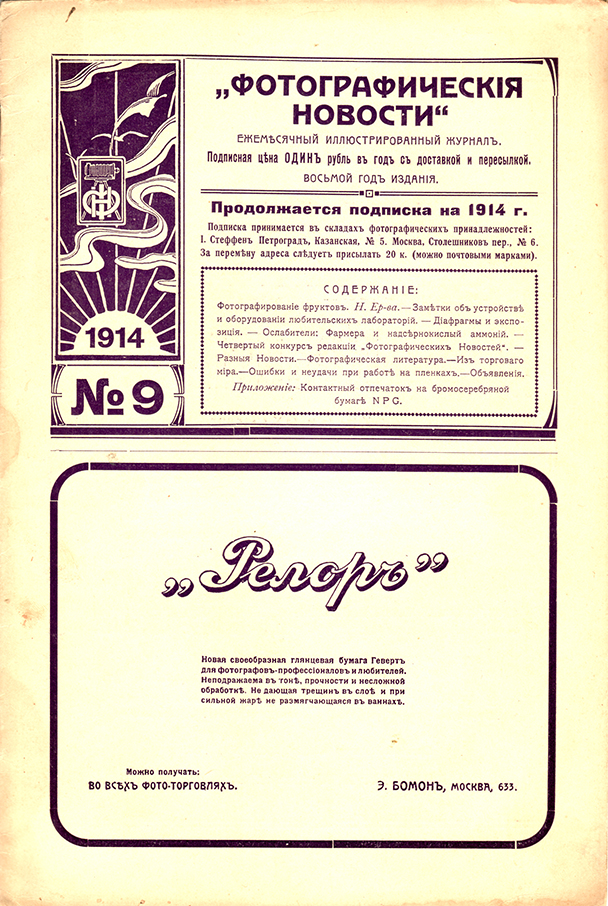 „ФОТОГРАФИЧЕСКІЯ
НОВОСТИ“
ЕЖЕМѢСЯЧНЫЙ ИЛЛЮСТРИРОВАННЫЙ ЖУРНАЛЪ.
Подписная цѣна ОДИНЪ рубль въ годъ съ доставкой и пересылкой.
ВОСЬМОЙ ГОДЪ ИЗДАНІЯ.
Продолжается подписка на 1914 г.
Подписка принимается въ складахъ фотографическихъ принадлежностей:
І. Стеффенъ Петроградъ, Казанская, № 5. Москва, Столешниковъ пер., № 6.
За перемѣну адреса слѣдуетъ присылать 20 к. (можно почтовыми марками).
СОДЕРЖАНІЕ:
Фотографированіе фруктовъ. Н. Ер-ва.—Замѣтки объ устройствѣ
и оборудованіи любительскихъ лабораторій. — Діафрагмы и экспо-
зиція. — Ослабители: Фармера и надсѣрнокислый аммоній. —
Четвертый конкурсъ редакціи „Фотографическихъ Новостей“. —
Разныя Новости.—Фотографическая литература.—Изъ торговаго
міра.—Ошибки и неудачи при работѣ на пленкахъ.—Объявленія.
Приложеніе: Контактный отпечатокъ на бромосеребряной
бумагѣ NPG.
ФО
1914
№ 9
„Релоръ”
Новая своеобразная глянцевая бумага Гевертъ
для фотографовъ-профессіоналовъ и любителей.
Неподражаема въ тонѣ, прочности и несложной
обработкѣ. Не дающая трещинъ въ слоѣ и при
сильной жарѣ не размягчающаяся въ ваннахъ.
Можно получать:
ВО ВСѢХЪ ФОТО-ТОРГОВЛЯХЪ.
Э. БОМОНЪ, МОСКВА, 633.